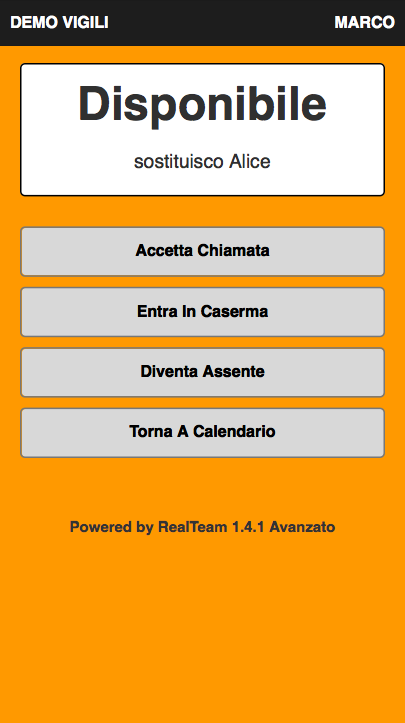 DEMO VIGILI MARCO
Disponibile
sostituisco Alice
Accetta Chiamata
Entra In Caserma
Diventa Assente
Torna A Calendario
Powered by RealTeam 1.4.1 Avanzato